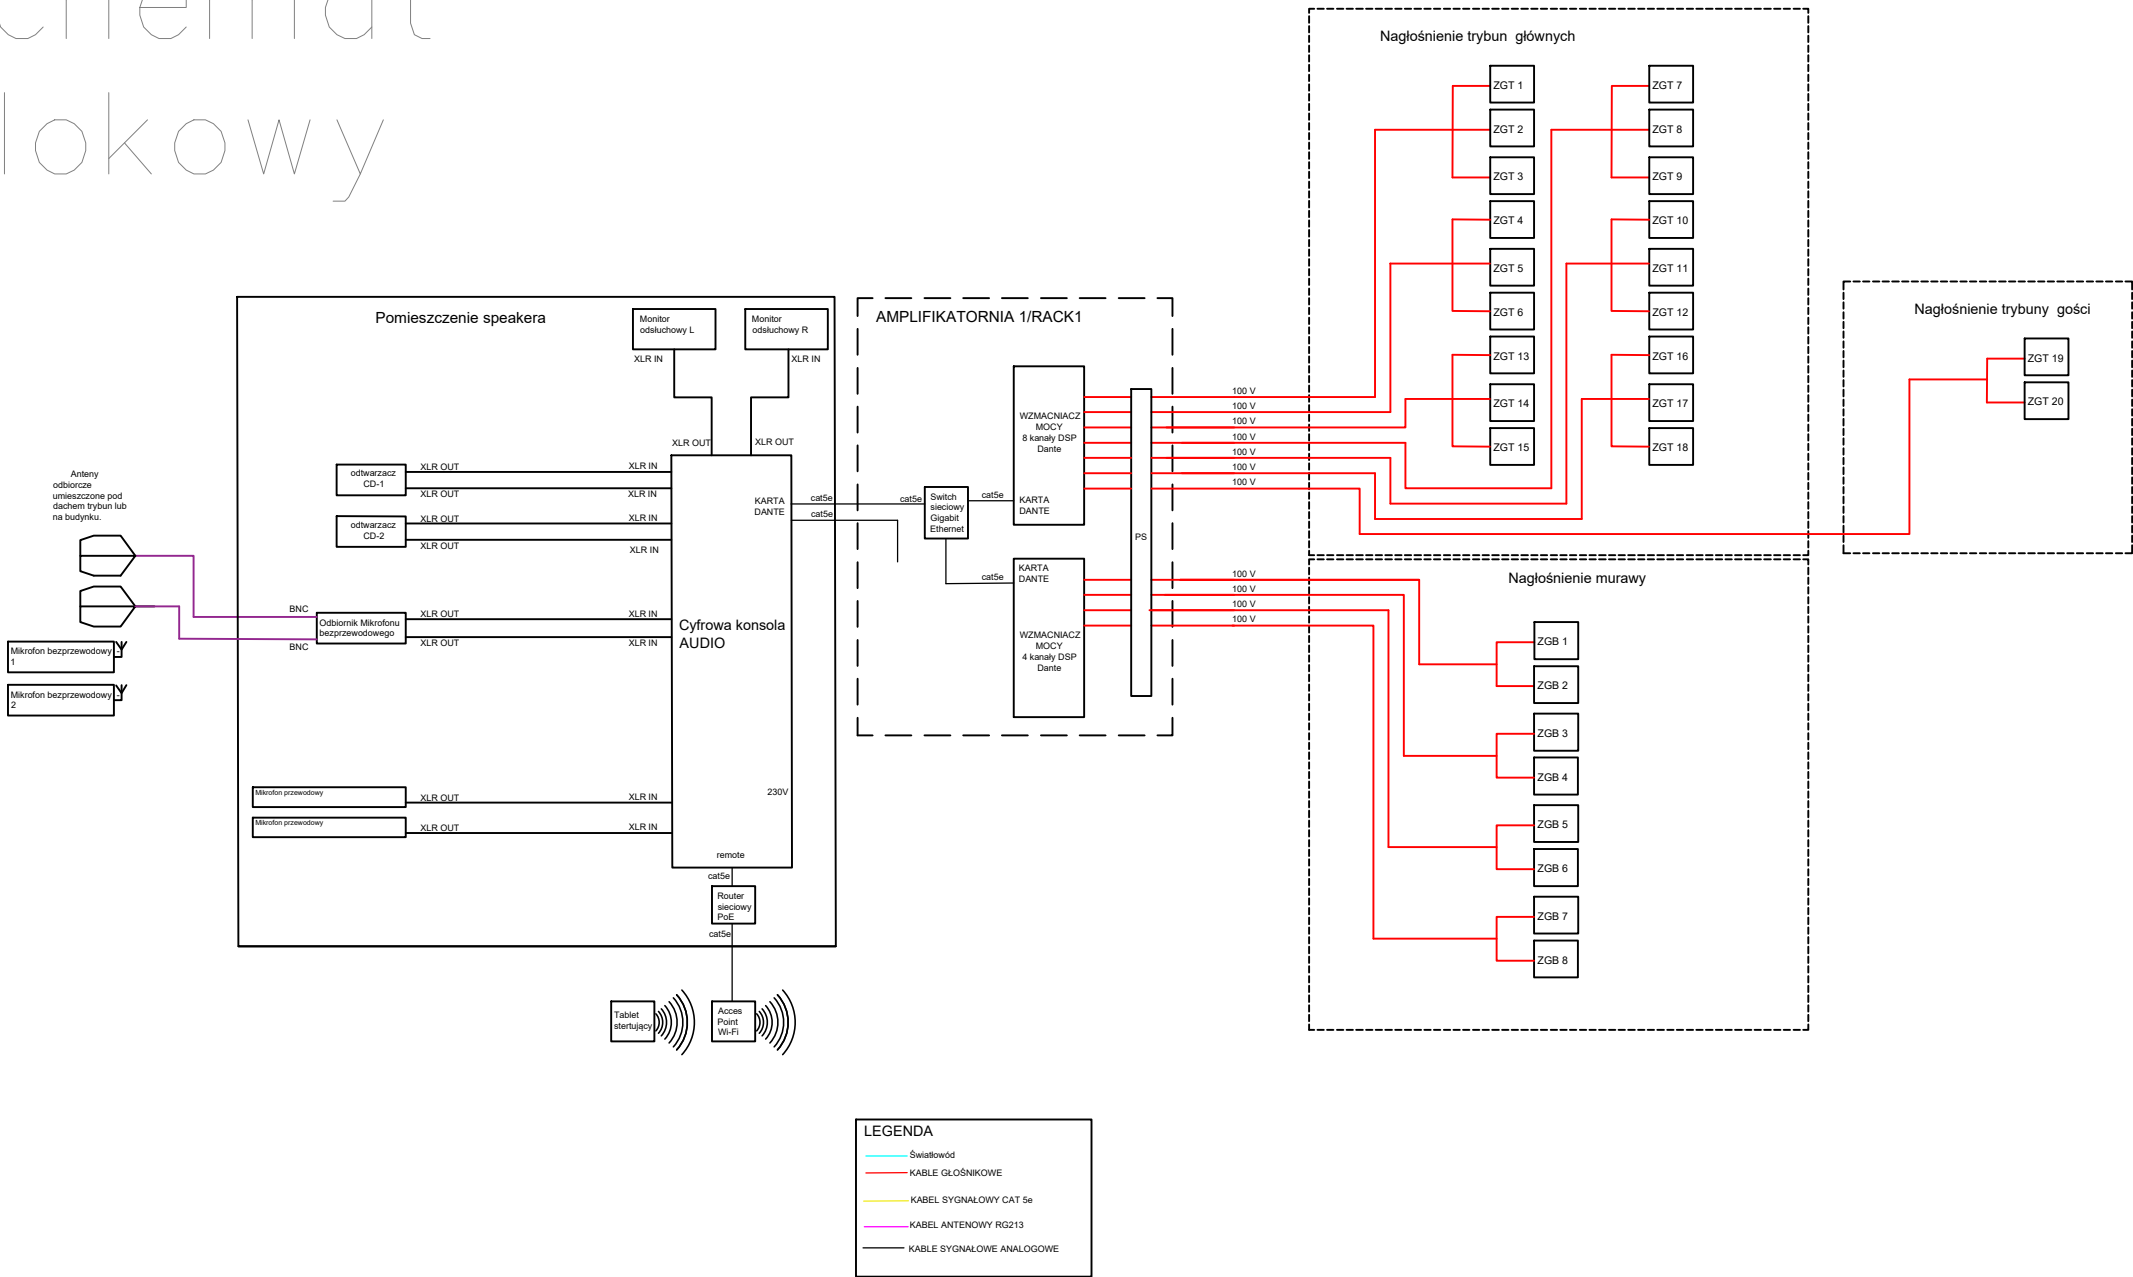 chemat
lokowy
Nagłośnienie trybun główných
ZGT 1
ZGT 2
ZGT 3
ZGT 4
ZGT 5
ZGT 6
ZGT 13
ZGT 14
ZGT 15
ZGT 7
ZGT 8
ZGT 9
ZGT 10
ZGT 11
ZGT 12
ZGT 16
ZGT 17
ZGT 18
Nagłośnienie trybuny gości
ZGT 19
ZGT 20
Nagłośnienie murawy
ZGB 1
ZGB 2
ZGB 3
ZGB 4
ZGB 5
ZGB 6
ZGB 7
ZGB 8
Pomieszczenie speakera
Monitor
odsłuchowy L
Monitor
odsłuchowy R
XLR IN
XLR IN
XLR OUT
XLR OUT
odtwarzacz
CD-1
XLR OUT
XLR IN
XLR OUT
XLR IN
odtwarzacz
CD-2
XLR OUT
XLR IN
XLR OUT
XLR IN
Anteny
odbiorcze
umieszczone pod
dachem trybun lub
na budynku.
BNC
BNC
Odbiornik Mikrofonu
bezprzewodowego
XLR OUT
XLR IN
XLR OUT
XLR IN
Mikrofon bezprzewodowy
1
Mikrofon bezprzewodowy
2
Mikrofon przewodowy
XLR OUT
XLR IN
Mikrofon przewodowy
XLR OUT
XLR IN
KARTA
DANTE
Cyfrowa konsola
AUDIO
230V
remote
cat5e
Router
sieciowy
PoE
cat5e
Tablet
stertujący
Acces
Point
Wi-Fi
cat5e
cat5e
AMPLIFIKATORNIA 1/RACK1
cat5e
Switch
sieciowy
Gigabit
Ethernet
cat5e
cat5e
WZMACNIACZ
MOCY
8 kanały DSP
Dante
KARTA
DANTE
KARTA
DANTE
WZMACNIACZ
MOCY
4 kanały DSP
Dante
PS
100 V
100 V
100 V
100 V
100 V
100 V
100 V
100 V
100 V
100 V
100 V
LEGENDA
Światłowód
KABLE GŁOŚNIKOWE
KABEL SYGNAŁOWY CAT 5e
KABEL ANTENOWY RG213
KABLE SYGNAŁOWE ANALOGOWE